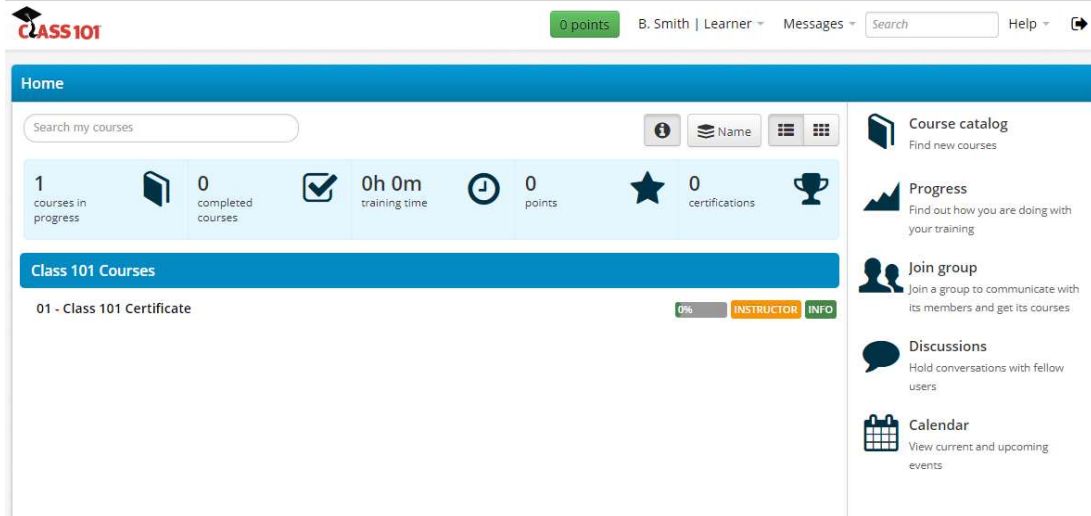 CLASS 101
0 points
B. Smith | Learner
Messages
Search
Help
Home
Search my courses
Name
1
courses in
progress
0
completed
courses
0h 0m
training time
0
points
0
certifications
Class 101 Courses
01 - Class 101 Certificate
0%
INSTRUCTOR
INFO
Course catalog
Find new courses
Progress
Find out how you are doing with
your training
Join group
Join a group to communicate with
its members and get its courses
Discussions
Hold conversations with fellow
users
Calendar
View current and upcoming
events